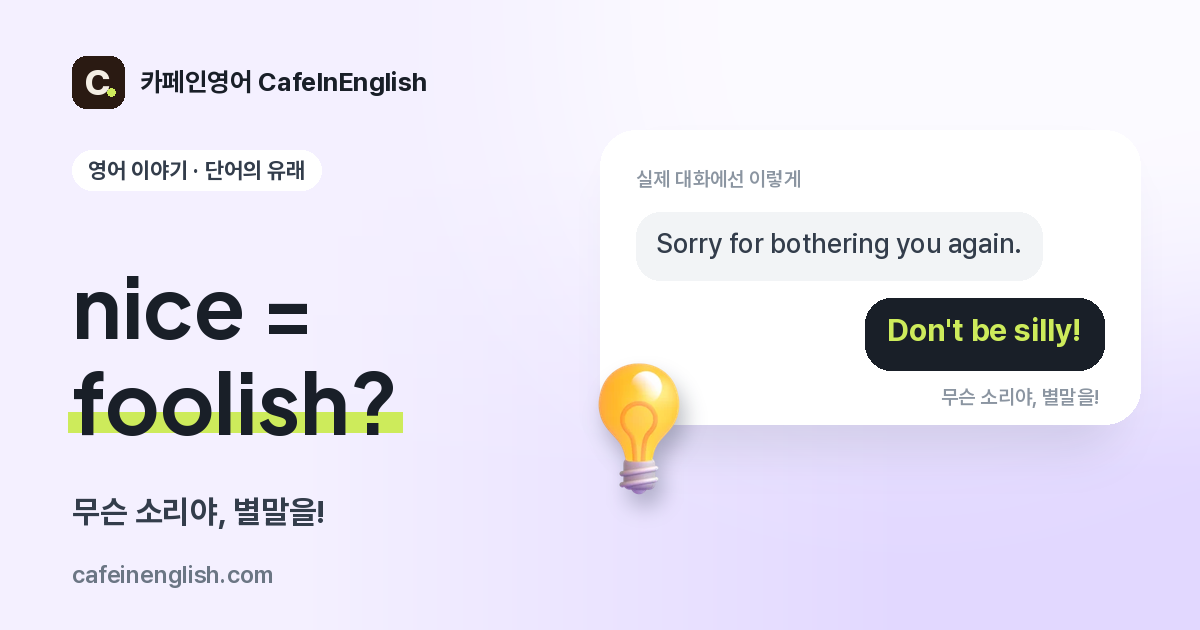 C
카페인영어 CafeInEnglish
영어 이야기 · 단어의 유래
nice =
foolish?
무슨 소리야, 별말을!
cafeinenglish.com
실제 대화에선 이렇게
Sorry for bothering you again.
Don't be silly!
무슨 소리야, 별말을!